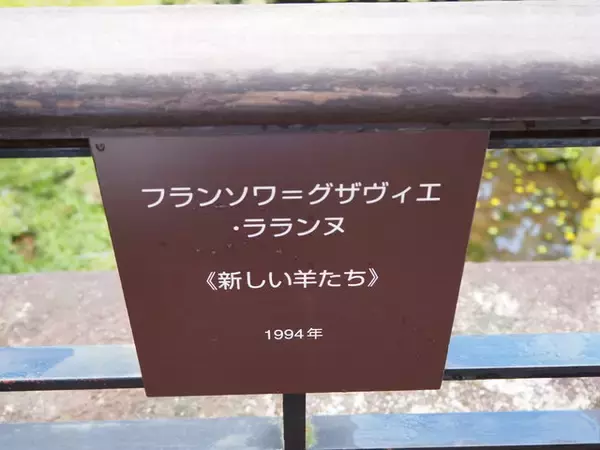 フランソワ＝グザヴィエ
・ラランヌ
《新しい羊たち》
1994年